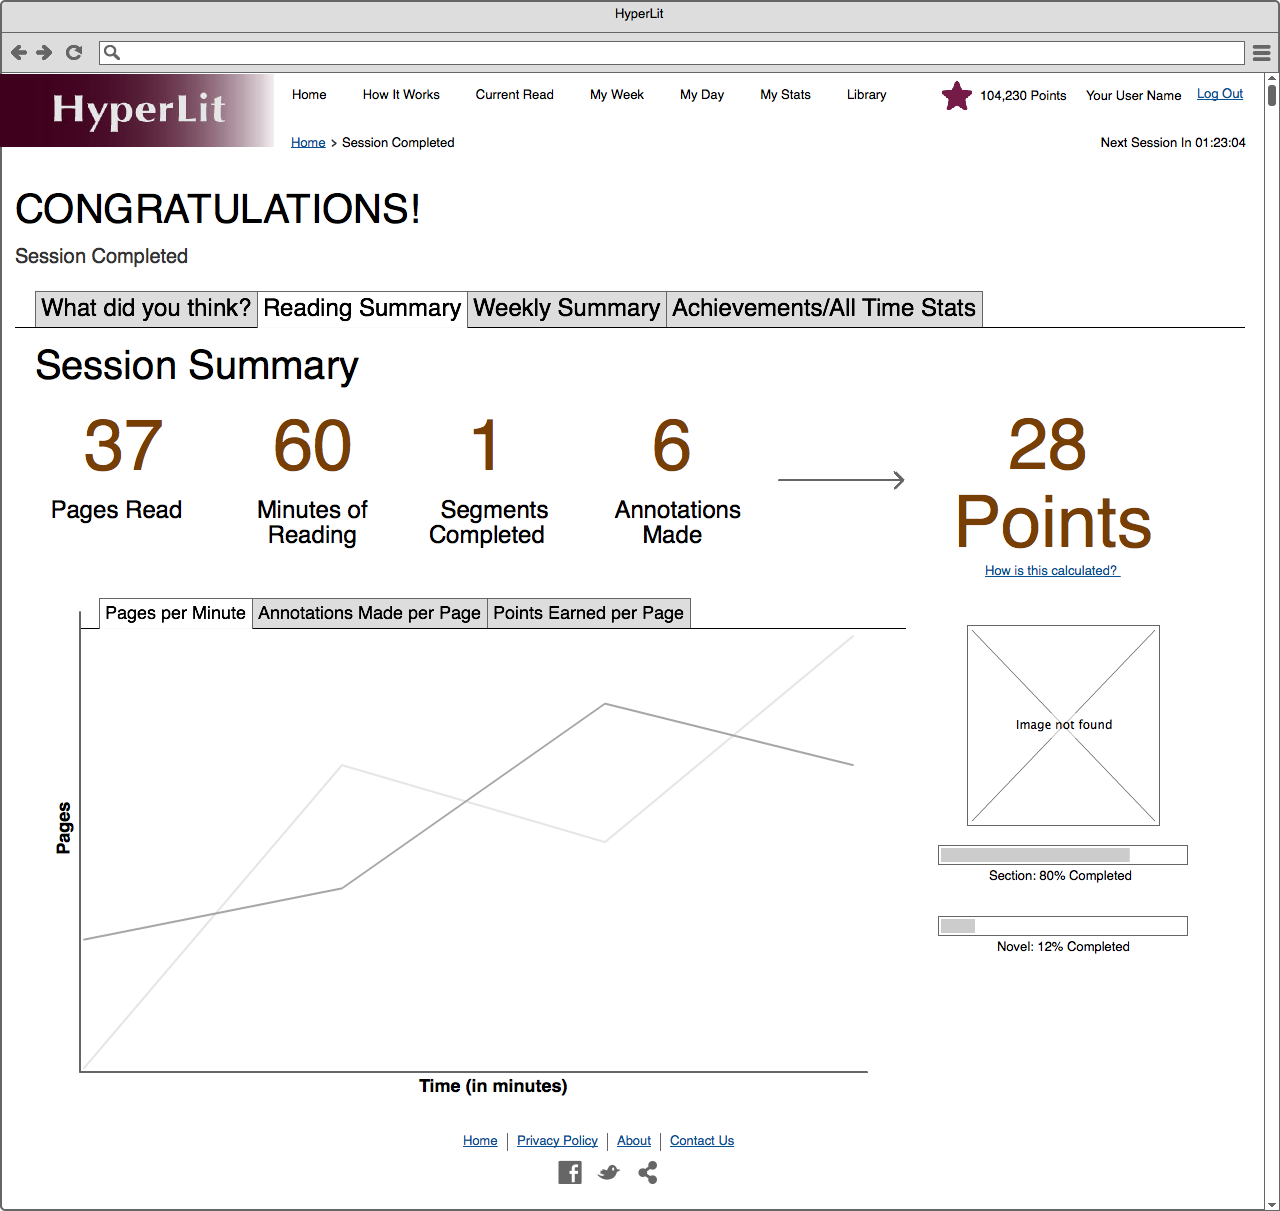 HyperLit
HyperLit
Home How It Works Current Read My Week My Day My Stats Library 104,230 Points Your User Name Log Out
Home > Session Completed Next Session In 01:23:04
CONGRATULATIONS!
Session Completed
What did you think? Reading Summary Weekly Summary Achievements/All Time Stats
Session Summary
37 Pages Read
60 Minutes of
Reading
1 Segments
Completed
6 Annotations
Made
28
Points
How is this calculated?
Pages per Minute Annotations Made per Page Points Earned per Page
Pages
Time (in minutes)
Image not found
Section: 80% Completed
Novel: 12% Completed
Home Privacy Policy About Contact Us